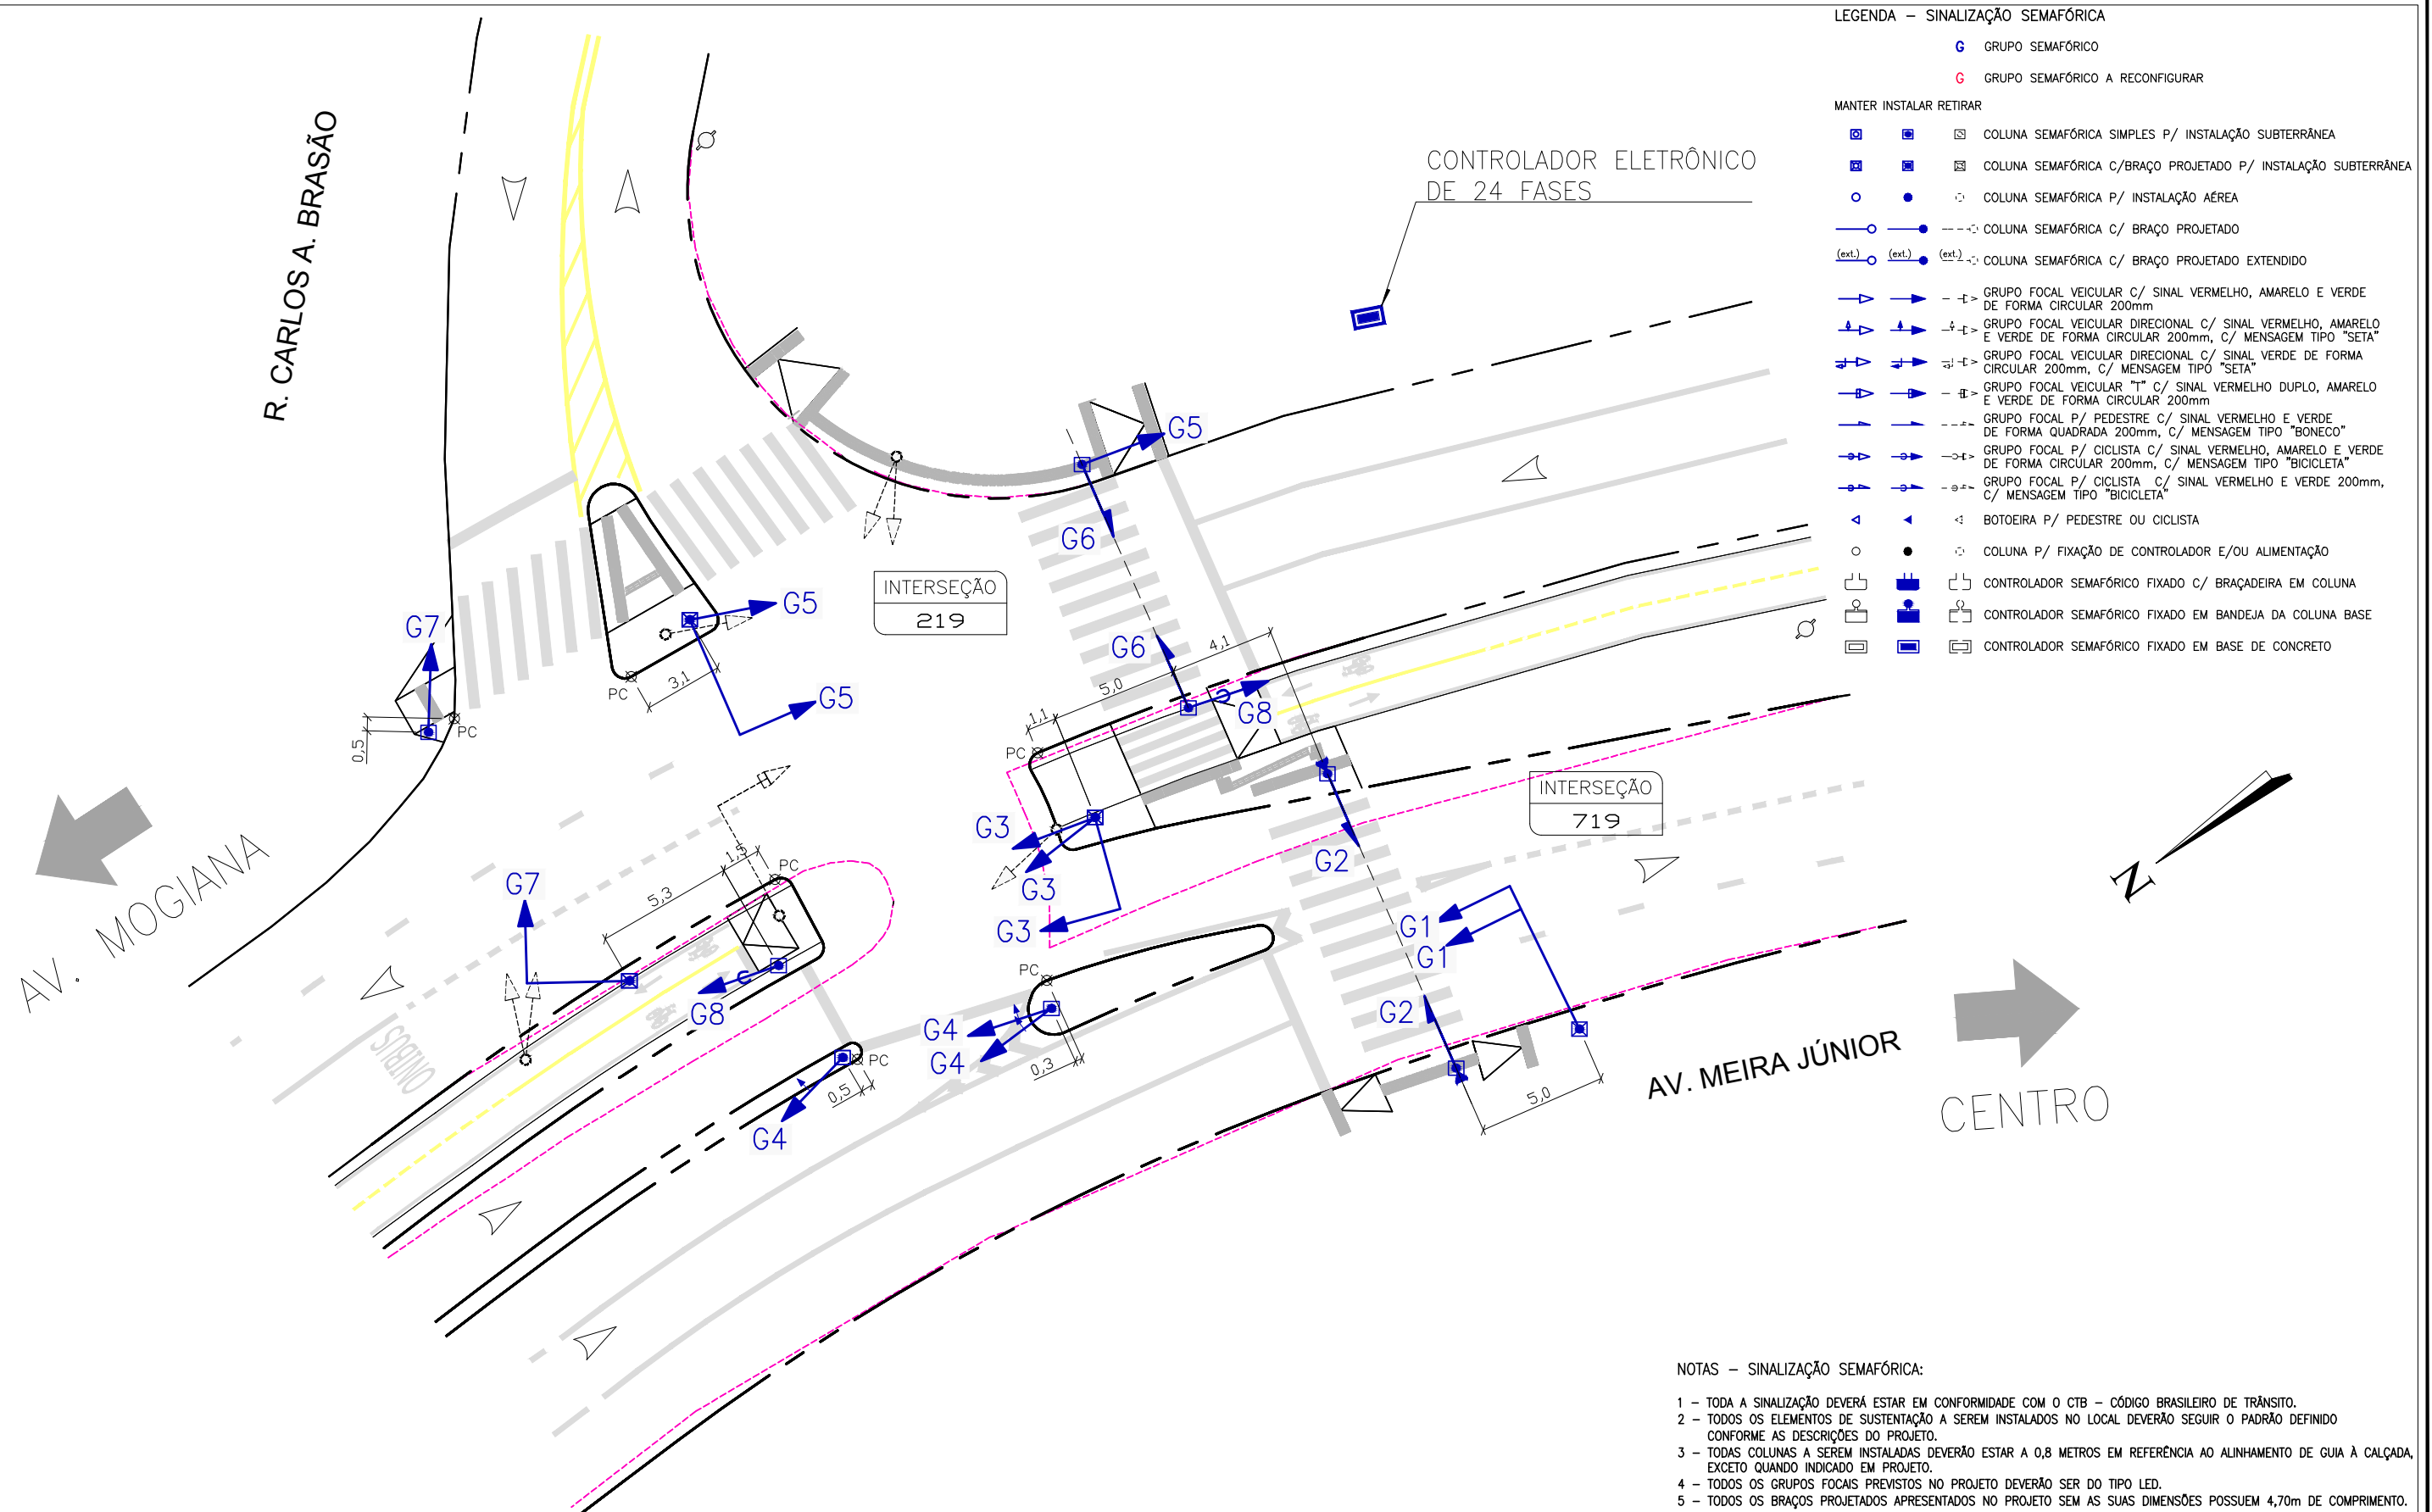 LEGENDA – SINALIZAÇÃO SEMAFÓRICA
G GRUPO SEMAFÓRICO
G GRUPO SEMAFÓRICO A RECONFIGURAR
MANTER INSTALAR RETIRAR
COLUNA SEMAFÓRICA SIMPLES P/ INSTALAÇÃO SUBTERRÂNEA
COLUNA SEMAFÓRICA C/BRAÇO PROJETADO P/ INSTALAÇÃO SUBTERRÂNEA
COLUNA SEMAFÓRICA P/ INSTALAÇÃO AÉREA
COLUNA SEMAFÓRICA C/ BRAÇO PROJETADO
(ext.) (ext.) (ext.) COLUNA SEMAFÓRICA C/ BRAÇO PROJETADO EXTENDIDO
GRUPO FOCAL VEICULAR C/ SINAL VERMELHO, AMARELO E VERDE
DE FORMA CIRCULAR 200mm
GRUPO FOCAL VEICULAR DIRECIONAL C/ SINAL VERMELHO, AMARELO
E VERDE DE FORMA CIRCULAR 200mm, C/ MENSAGEM TIPO "SETA"
GRUPO FOCAL VEICULAR DIRECIONAL C/ SINAL VERDE DE FORMA
CIRCULAR 200mm, C/ MENSAGEM TIPO "SETA"
GRUPO FOCAL VEICULAR "T" C/ SINAL VERMELHO DUPLO, AMARELO
E VERDE DE FORMA CIRCULAR 200mm
GRUPO FOCAL P/ PEDESTRE C/ SINAL VERMELHO E VERDE
DE FORMA QUADRADA 200mm, C/ MENSAGEM TIPO "BONECO"
GRUPO FOCAL P/ CICLISTA C/ SINAL VERMELHO, AMARELO E VERDE
DE FORMA CIRCULAR 200mm, C/ MENSAGEM TIPO "BICICLETA"
GRUPO FOCAL P/ CICLISTA C/ SINAL VERMELHO E VERDE 200mm,
C/ MENSAGEM TIPO "BICICLETA"
BOTOEIRA P/ PEDESTRE OU CICLISTA
COLUNA P/ FIXAÇÃO DE CONTROLADOR E/OU ALIMENTAÇÃO
CONTROLADOR SEMAFÓRICO FIXADO C/ BRAÇADEIRA EM COLUNA
CONTROLADOR SEMAFÓRICO FIXADO EM BANDEJA DA COLUNA BASE
CONTROLADOR SEMAFÓRICO FIXADO EM BASE DE CONCRETO
R. CARLOS A. BRASÃO
CONTROLADOR ELETRÔNICO
DE 24 FASES
G5
G6
INTERSEÇÃO
219
G5
G7
G6
4,1
5,0
3,1
PC
G5
G8
1,1
PC
0,5
PC
INTERSEÇÃO
719
G3
G3
G3
G2
AV. MOGIANA
1,5
PC
5,3
G7
G1
G1
N
PC
G8
G2
G4
G4
0,3
ONIBUS
PC
0,5
G4
5,0
AV. MEIRA JÚNIOR
CENTRO
NOTAS – SINALIZAÇÃO SEMAFÓRICA:
1 – TODA A SINALIZAÇÃO DEVERÁ ESTAR EM CONFORMIDADE COM O CTB – CÓDIGO BRASILEIRO DE TRÂNSITO.
2 – TODOS OS ELEMENTOS DE SUSTENTAÇÃO A SEREM INSTALADOS NO LOCAL DEVERÃO SEGUIR O PADRÃO DEFINIDO
CONFORME AS DESCRIÇÕES DO PROJETO.
3 – TODAS COLUNAS A SEREM INSTALADAS DEVERÃO ESTAR A 0,8 METROS EM REFERÊNCIA AO ALINHAMENTO DE GUIA À CALÇADA,
EXCETO QUANDO INDICADO EM PROJETO.
4 – TODOS OS GRUPOS FOCAIS PREVISTOS NO PROJETO DEVERÃO SER DO TIPO LED.
5 – TODOS OS BRAÇOS PROJETADOS APRESENTADOS NO PROJETO SEM AS SUAS DIMENSÕES POSSUEM 4,70m DE COMPRIMENTO.